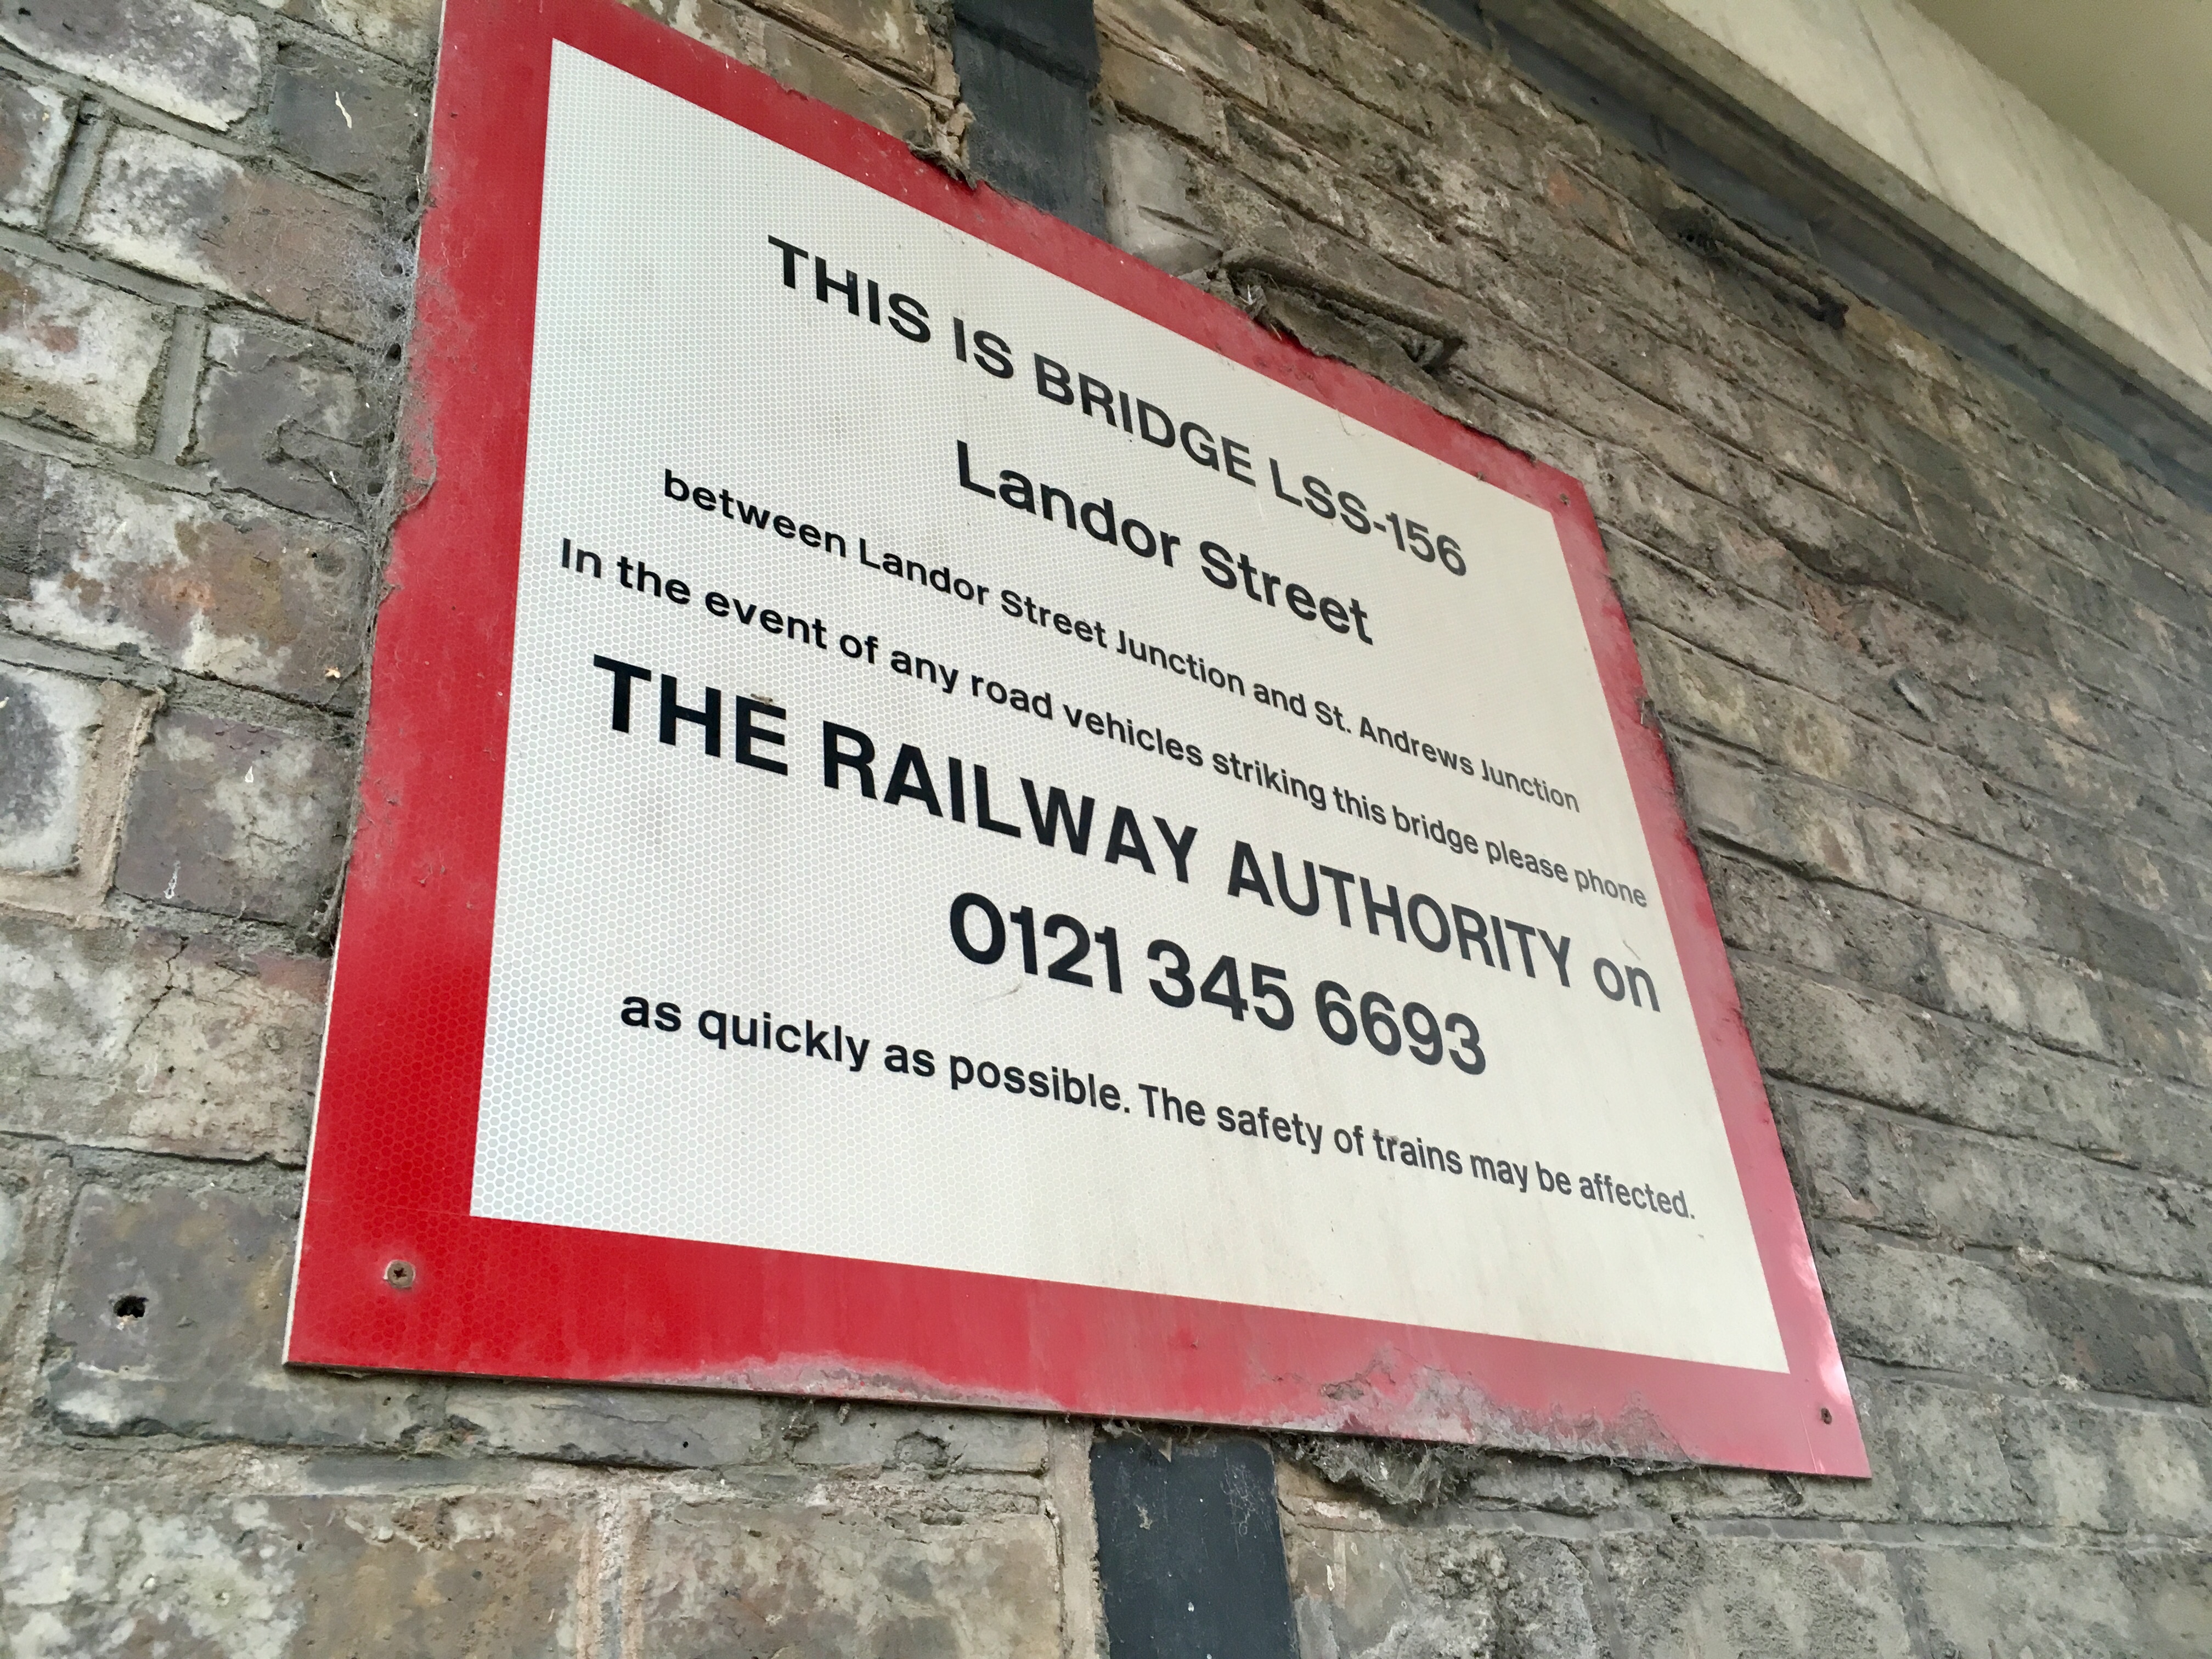 THIS IS BRIDGE LSS-156
Landor Street
between Landor Street Junction and St. Andrews Junction
In the event of any road vehicles striking this bridge please phone
THE RAILWAY AUTHORITY on
0121 345 6693
as quickly as possible. The safety of trains may be affected.